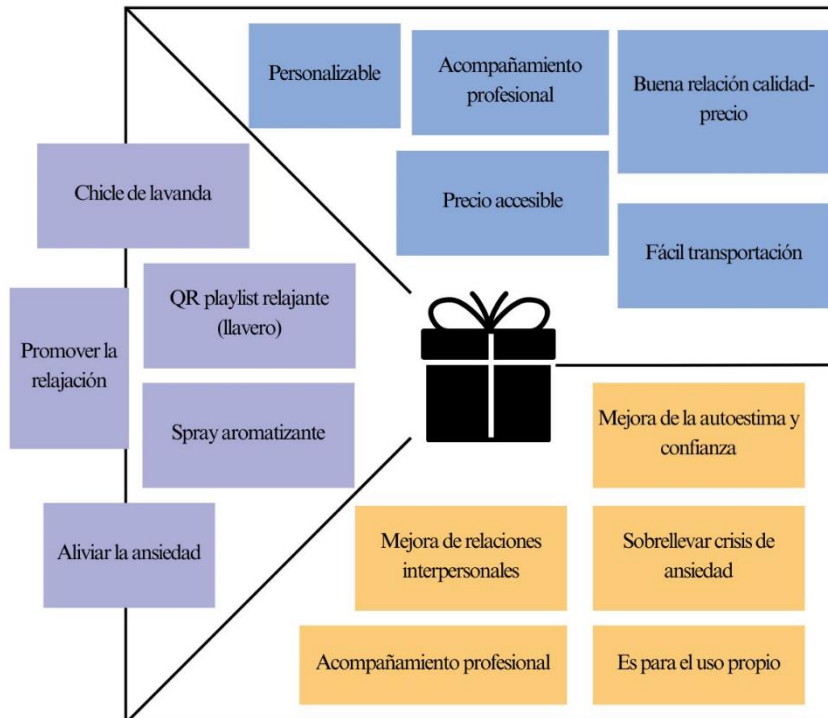 Personalizable
Acompañamiento
profesional
Buena relación calidad-
precio
Precio accesible
Fácil transportación
Chicle de lavanda
QR playlist relajante
(llavero)
Promover la
relajación
Spray aromatizante
Aliviar la ansiedad
Mejora de la autoestima y
confianza
Mejora de relaciones
interpersonales
Sobrellevar crisis de
ansiedad
Acompañamiento profesional
Es para el uso propio